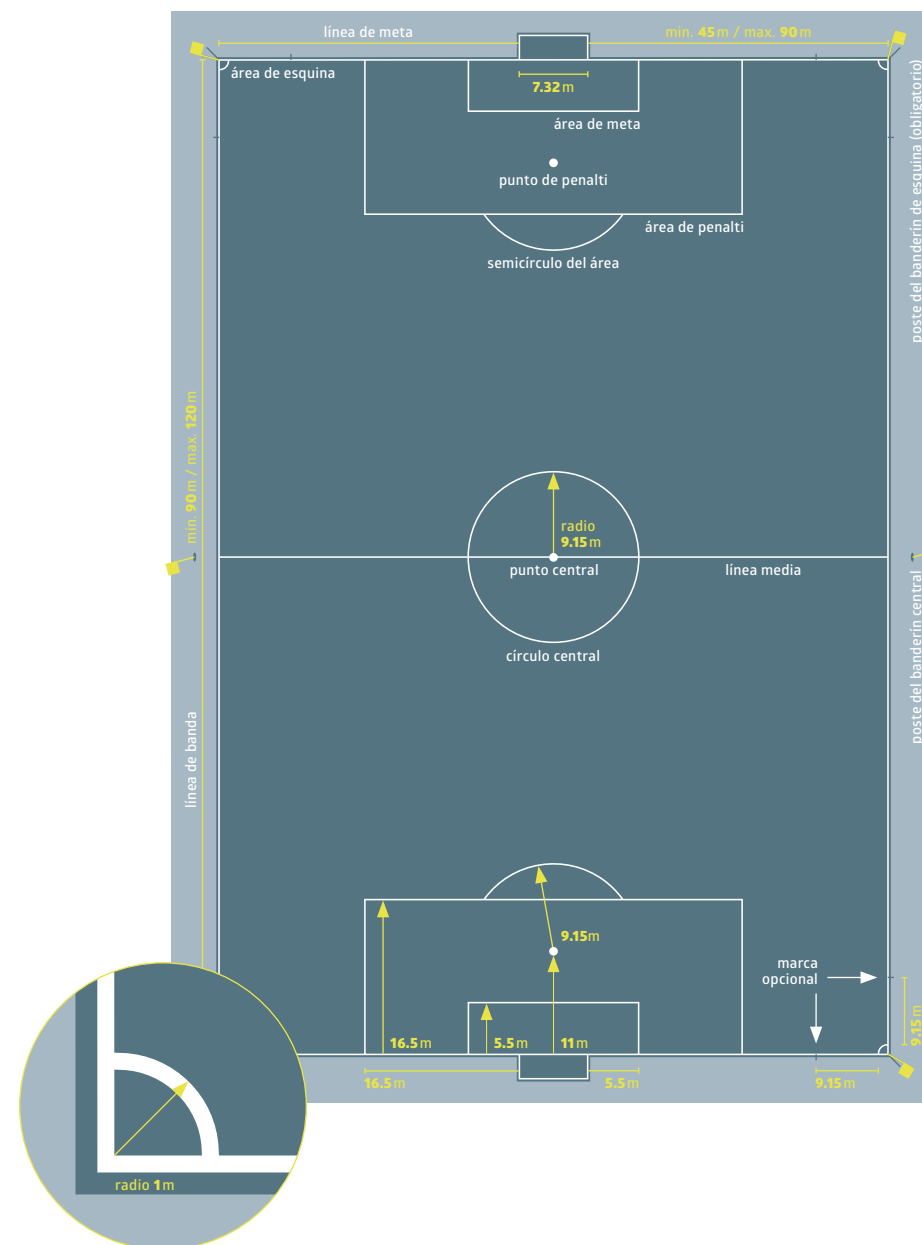 línea de meta
min. 45 m / max. 90 m
área de esquina
7.32 m
área de meta
punto de penalti
área de penalti
semicírculo del área
poste del banderín de esquina (obligatorio)
min. 90 m / max. 120 m
radio
9.15 m
punto central
línea media
círculo central
poste del banderín central
línea de banda
9.15 m
marca
opcional
16.5 m
5.5 m
11 m
9.15 m
16.5 m
5.5 m
9.15 m
radio 1 m